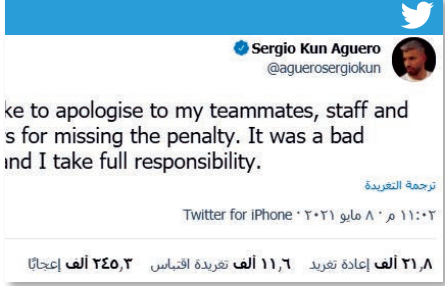 Sergio Kun Aguero
@aguerosergiokun
ke to apologise to my teammates, staff and
s for missing the penalty. It was a bad
and I take full responsibility.
ترجمة التغريدة
١١:٠٢ م · ٨ مايو ٢٠٢١ · Twitter for iPhone
٢١,٨ ألف إعادة تغريد ١١,٦ ألف تغريدة اقتباس ٢٤٥,٣ ألف إعجابًا